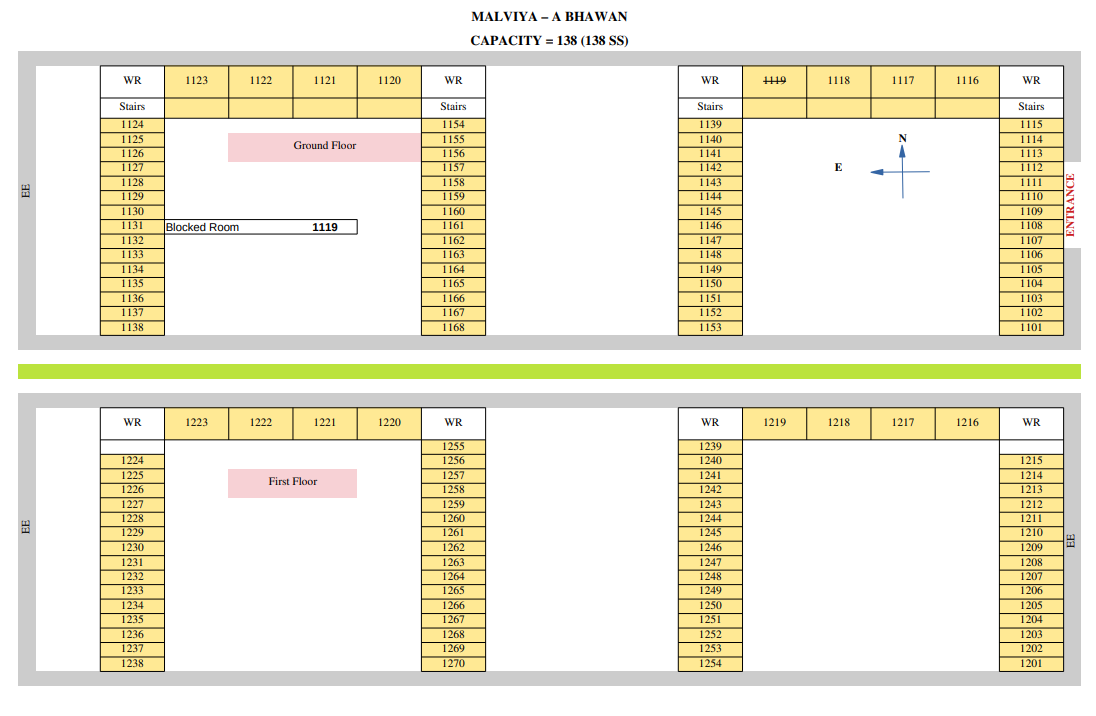 MALVIYA – A BHAWAN
CAPACITY = 138 (138 SS)
WR 1123 1122 1121 1120 WR WR 1119 1118 1117 1116 WR
Stairs Stairs Stairs Stairs
1124 1154 1139 1115
1125 1155 1140 N 1114
Ground Floor
1126 1156 1141 1113
1127 1157 1142 E 1112
1128 1158 1143 1111
EE
1129 1159 1144 1110
ENTRANCE
1130 1160 1145 1109
1131 Blocked Room 1119 1161 1146 1108
1132 1162 1147 1107
1133 1163 1148 1106
1134 1164 1149 1105
1135 1165 1150 1104
1136 1166 1151 1103
1137 1167 1152 1102
1138 1168 1153 1101
WR 1223 1222 1221 1220 WR WR 1219 1218 1217 1216 WR
1255 1239
1224 1256 1240 1215
1225 1257 1241 1214
First Floor
1226 1258 1242 1213
1227 1259 1243 1212
1228 1260 1244 1211
EE
1229 1261 1245 1210
EE
1230 1262 1246 1209
1231 1263 1247 1208
1232 1264 1248 1207
1233 1265 1249 1206
1234 1266 1250 1205
1235 1267 1251 1204
1236 1268 1252 1203
1237 1269 1253 1202
1238 1270 1254 1201